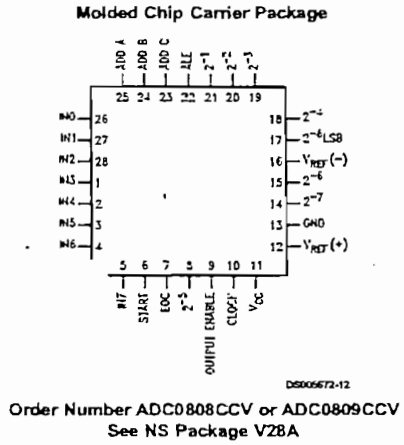 Molded Chip Carrier Package
ADD A
ADD B
ADD C
ALE
2-1
2-2
2-3
25 24 23 22 21 20 19
IN0 26
IN1 27
IN2 28
IN3 1
IN4 2
IN5 3
IN6 4
18 2-4
17 2-8LSB
16 VREF(-)
15 2-6
14 2-7
13 GND
12 VREF(+)
5 6 7 8 9 10 11
IN7
START
EOC
2-5
OUTPUT ENABLE
CLOCK
VCC
DS005672-12
Order Number ADC0808CCV or ADC0809CCV
See NS Package V28A